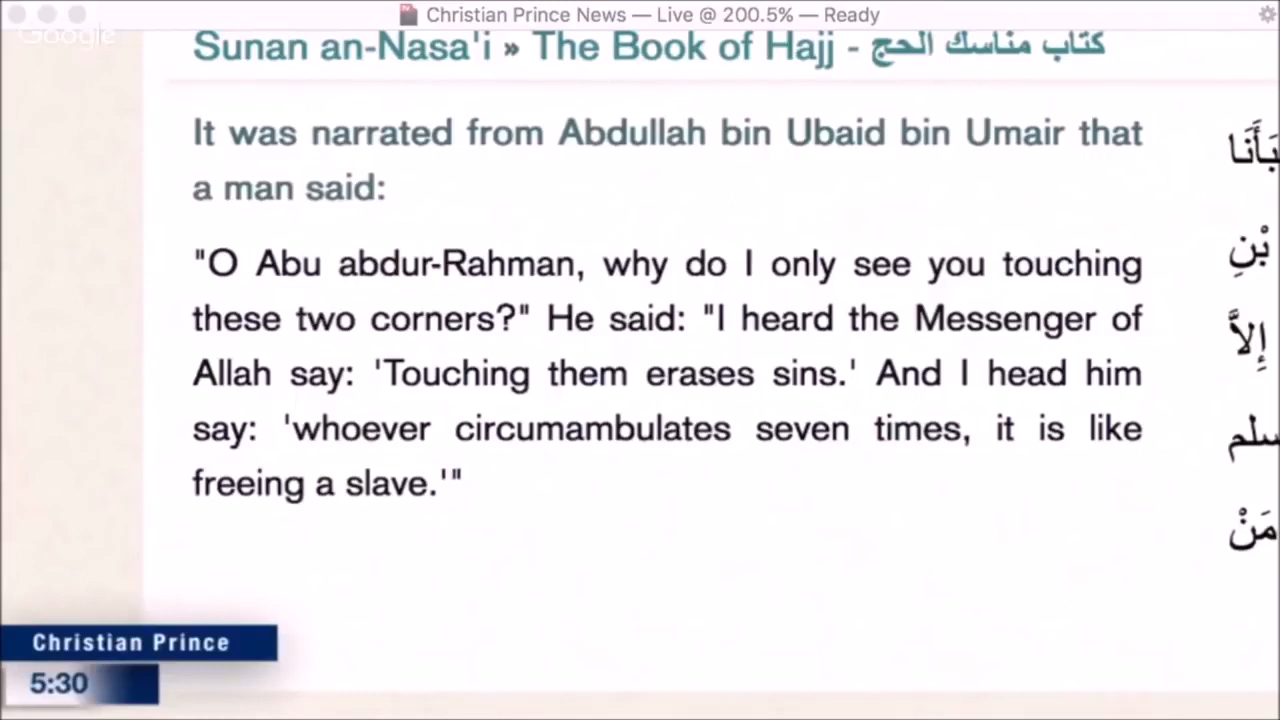 Christian Prince News — Live @ 200.5% — Ready
Google
Sunan an-Nasa'i » The Book of Hajj - كتاب مناسك الحج
It was narrated from Abdullah bin Ubaid bin Umair that
a man said:
"O Abu abdur-Rahman, why do I only see you touching
these two corners?" He said: "I heard the Messenger of
Allah say: 'Touching them erases sins.' And I head him
say: 'whoever circumambulates seven times, it is like
freeing a slave.'"
بْنِ
إِلاَّ
مَنْ
Christian Prince
5:30